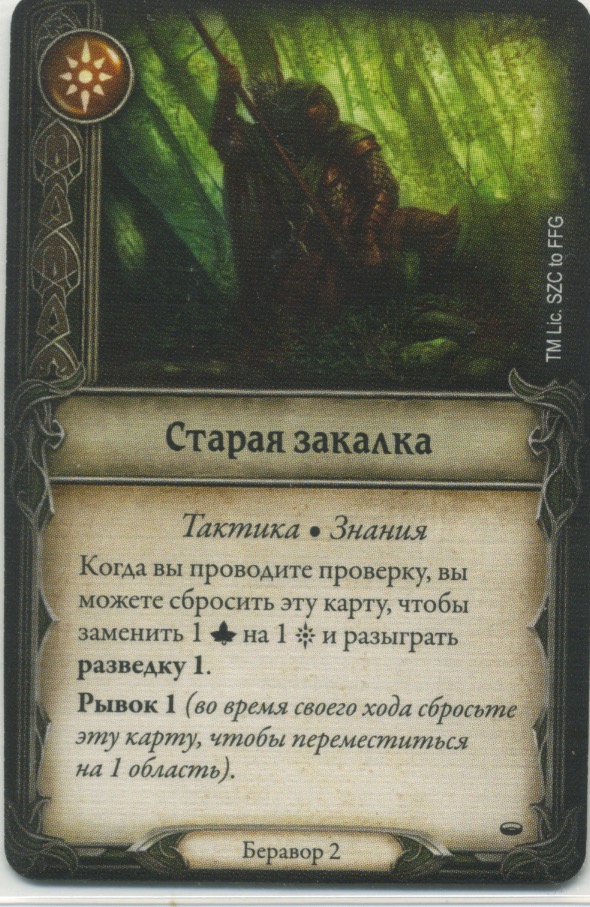 TM Lic. SZC to FFG
Старая закалка
Тактика • Знания
Когда вы проводите проверку, вы
можете сбросить эту карту, чтобы
заменить 1 на 1 и разыграть
разведку 1.
Рывок 1 (во время своего хода сбросьте
эту карту, чтобы переместиться
на 1 область).
Беравор 2